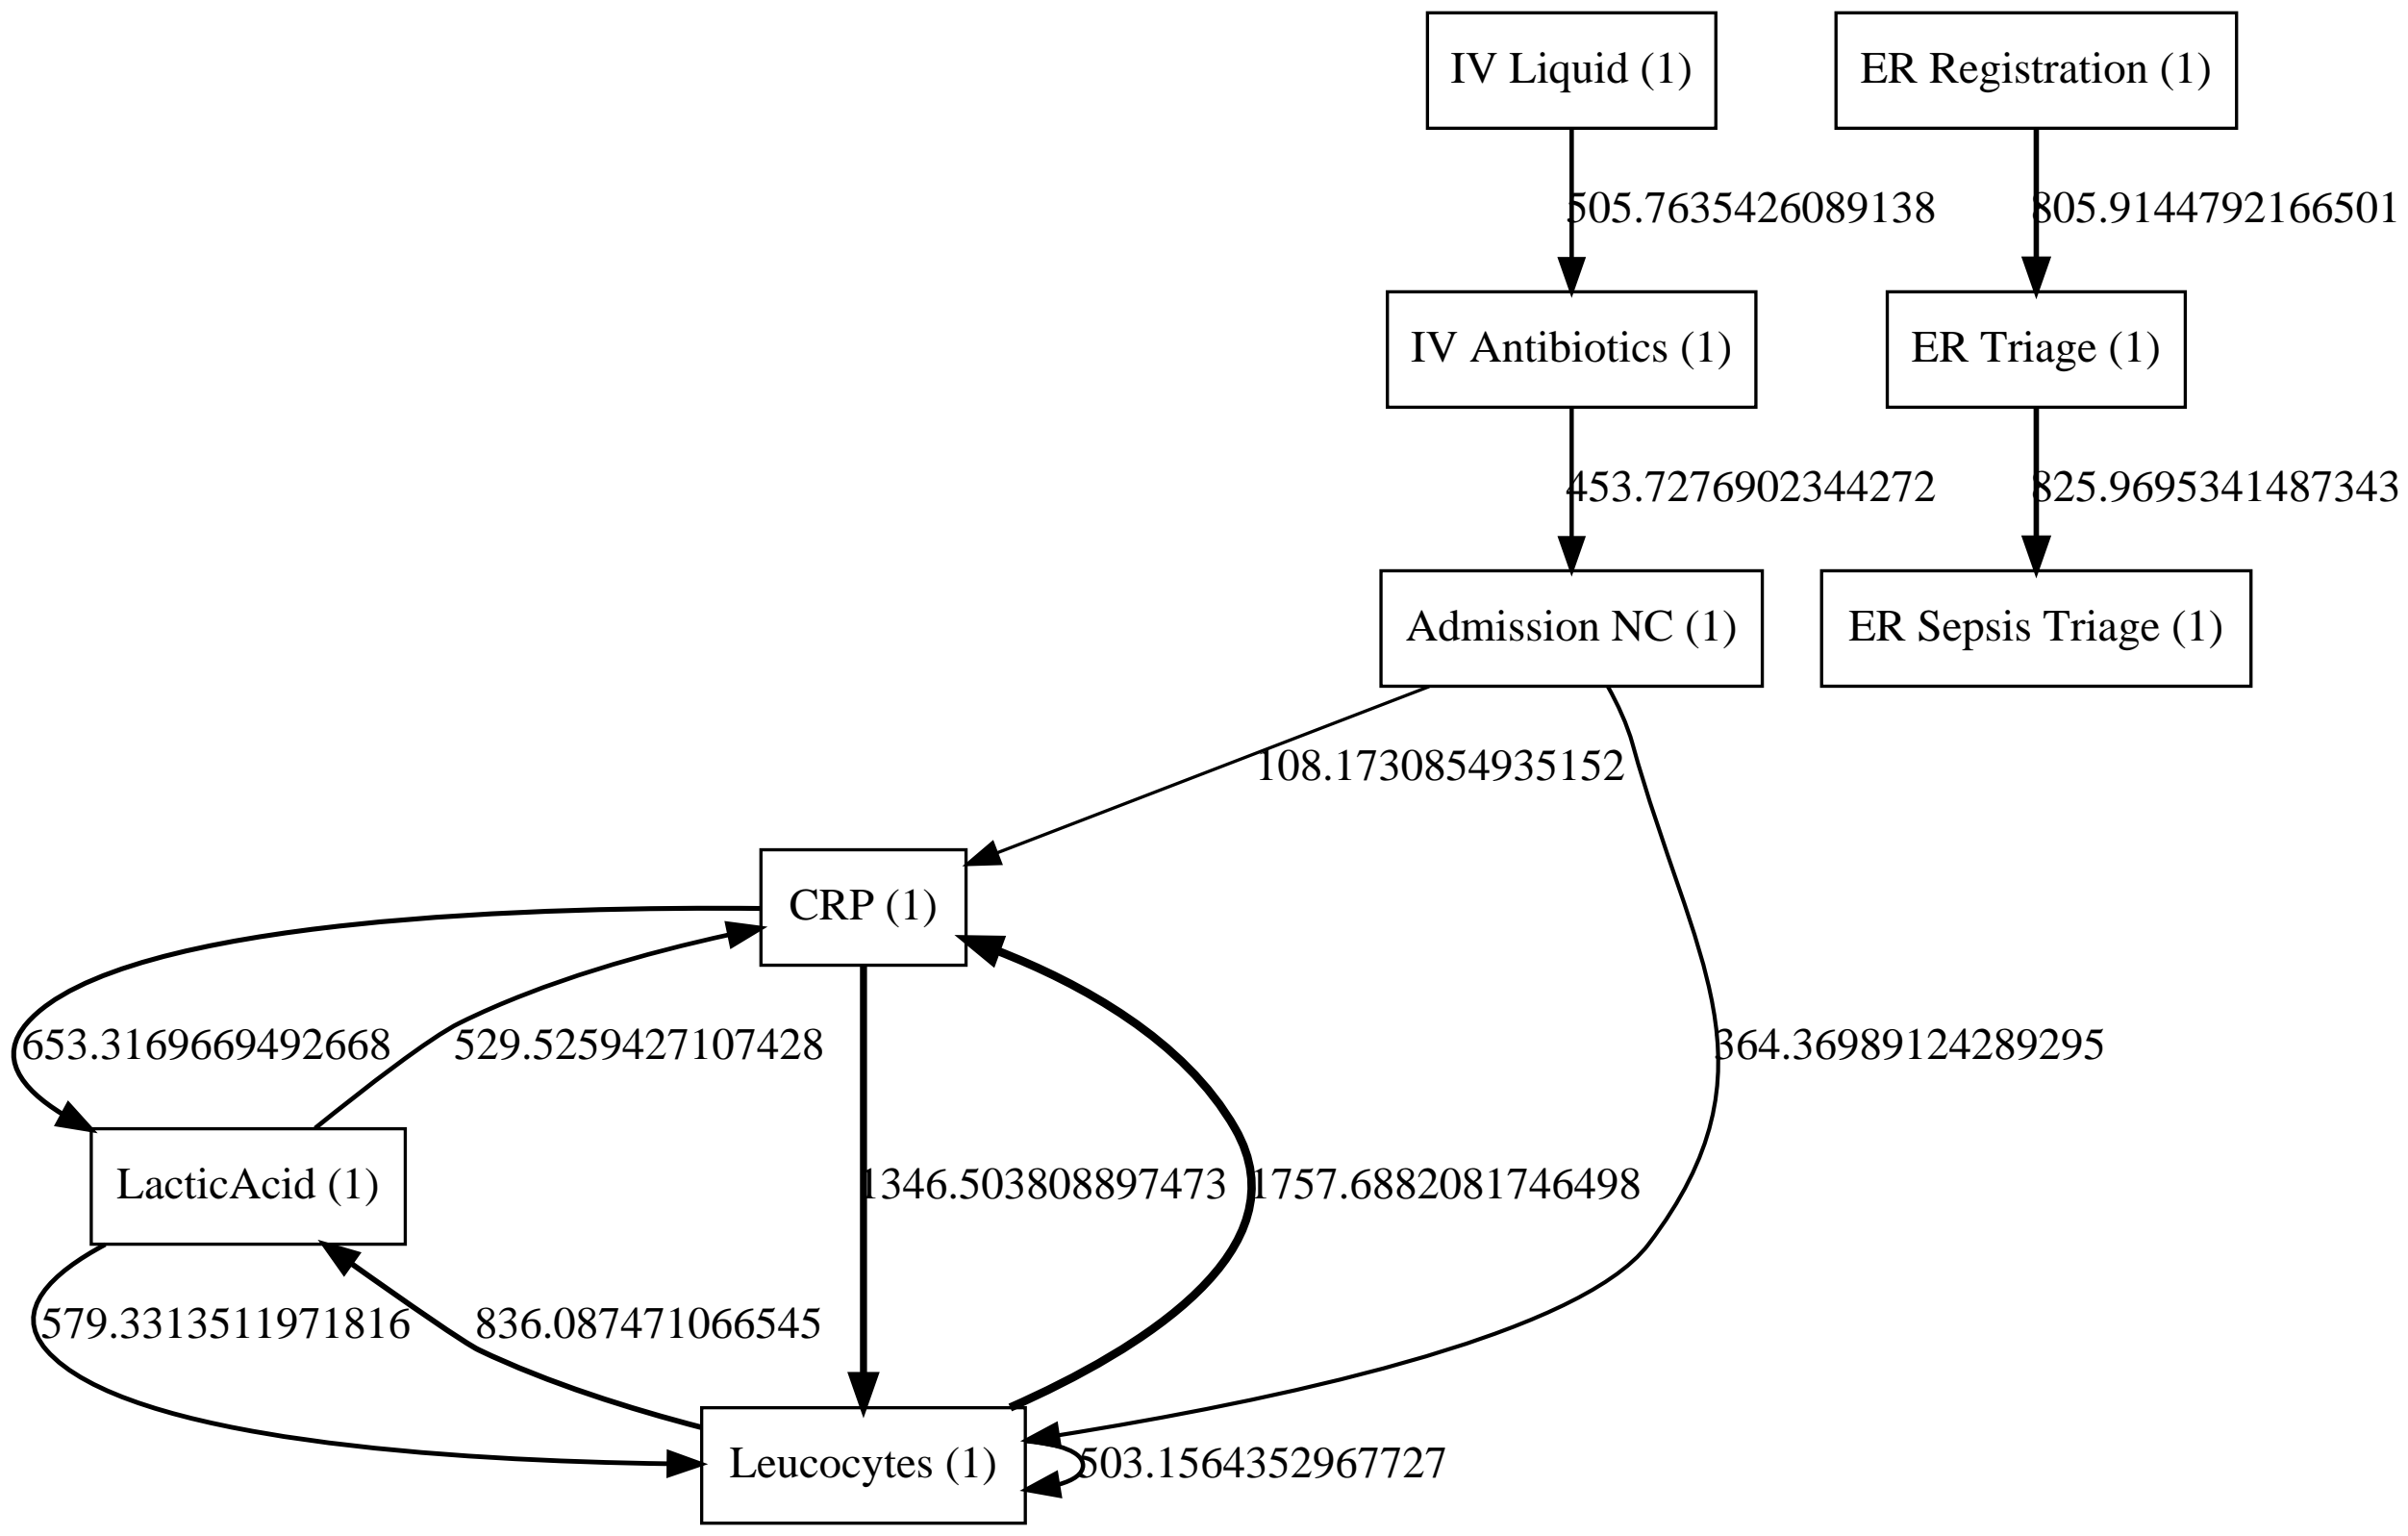 IV Liquid (1)
ER Registration (1)
505.7635426089138
805.9144792166501
IV Antibiotics (1)
ER Triage (1)
453.7276902344272
825.9695341487343
Admission NC (1)
ER Sepsis Triage (1)
108.1730854935152
CRP (1)
653.3169669492668
529.5259427107428
364.36989124289295
LacticAcid (1)
1346.503808897473
1757.6882081746498
579.3313511971816
836.087471066545
Leucocytes (1)
503.1564352967727